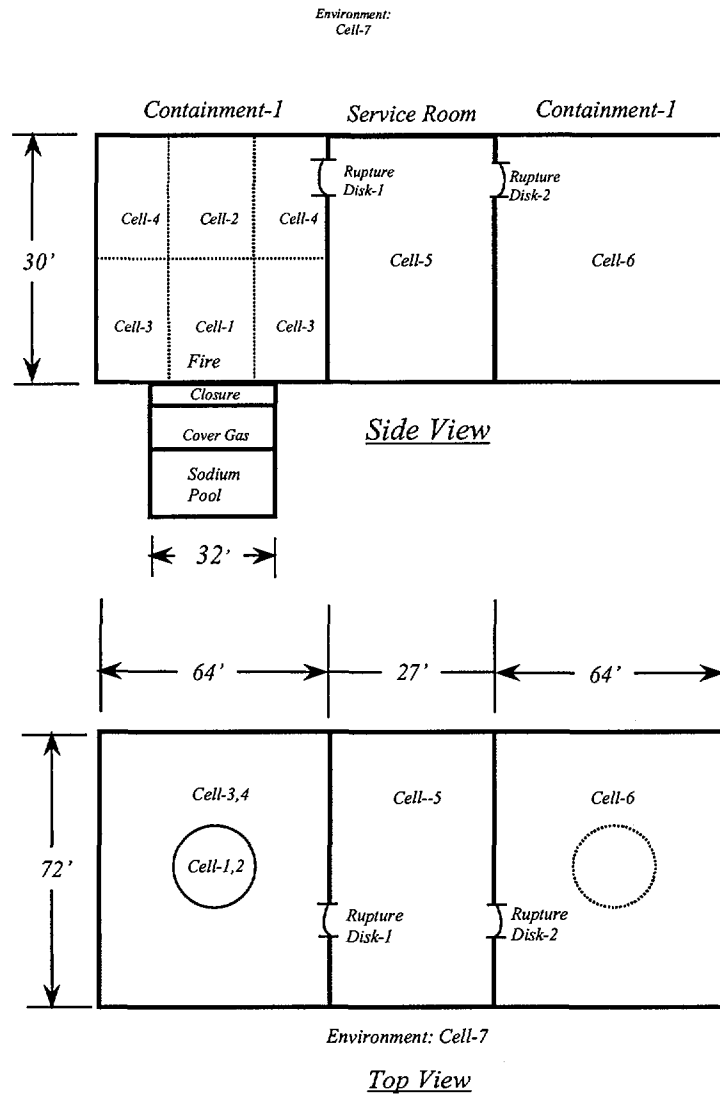 Environment:
Cell-7
Containment-1
Service Room
Containment-1
Rupture
Disk-1
Rupture
Disk-2
Cell-4
Cell-2
Cell-4
30'
Cell-5
Cell-6
Cell-3
Cell-1
Cell-3
Fire
Closure
Cover Gas
Side View
Sodium
Pool
32'
64'
27'
64'
Cell-3,4
Cell--5
Cell-6
72'
Cell-1,2
Rupture
Disk-1
Rupture
Disk-2
Environment: Cell-7
Top View